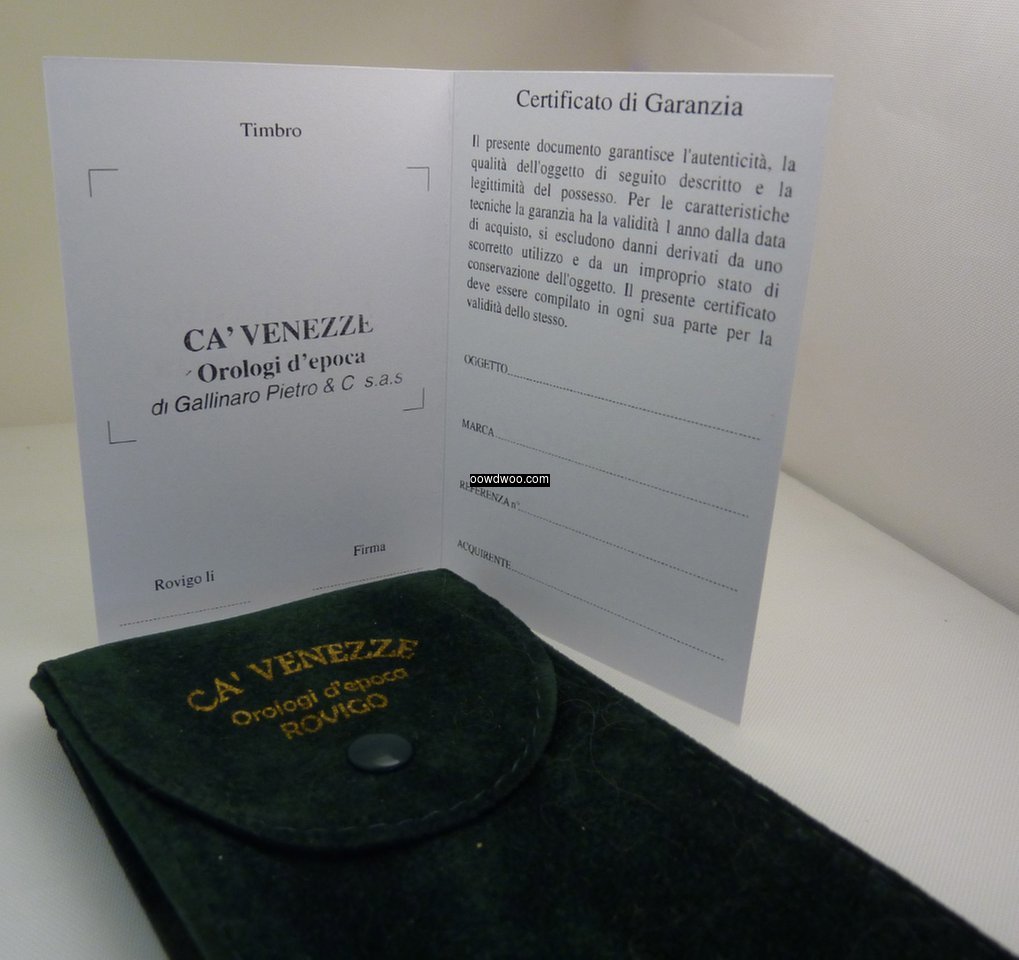 Timbro
CA' VENEZZE
Orologi d'epoca
di Gallinaro Pietro & C s.a.s
Firma
Rovigo li
Certificato di Garanzia
Il presente documento garantisce l'autenticità, la
qualità dell'oggetto di seguito descritto e la
legittimità del possesso. Per le caratteristiche
tecniche la garanzia ha la validità 1 anno dalla data
di acquisto, si escludono danni derivati da uno
scorretto utilizzo e da un improprio stato di
conservazione dell'oggetto. Il presente certificato
deve essere compilato in ogni sua parte per la
validità dello stesso.
OGGETTO
MARCA
oowdwoo.com
REFERENZA n°
ACQUIRENTE
CA' VENEZZE
Orologi d'epoca
ROVIGO